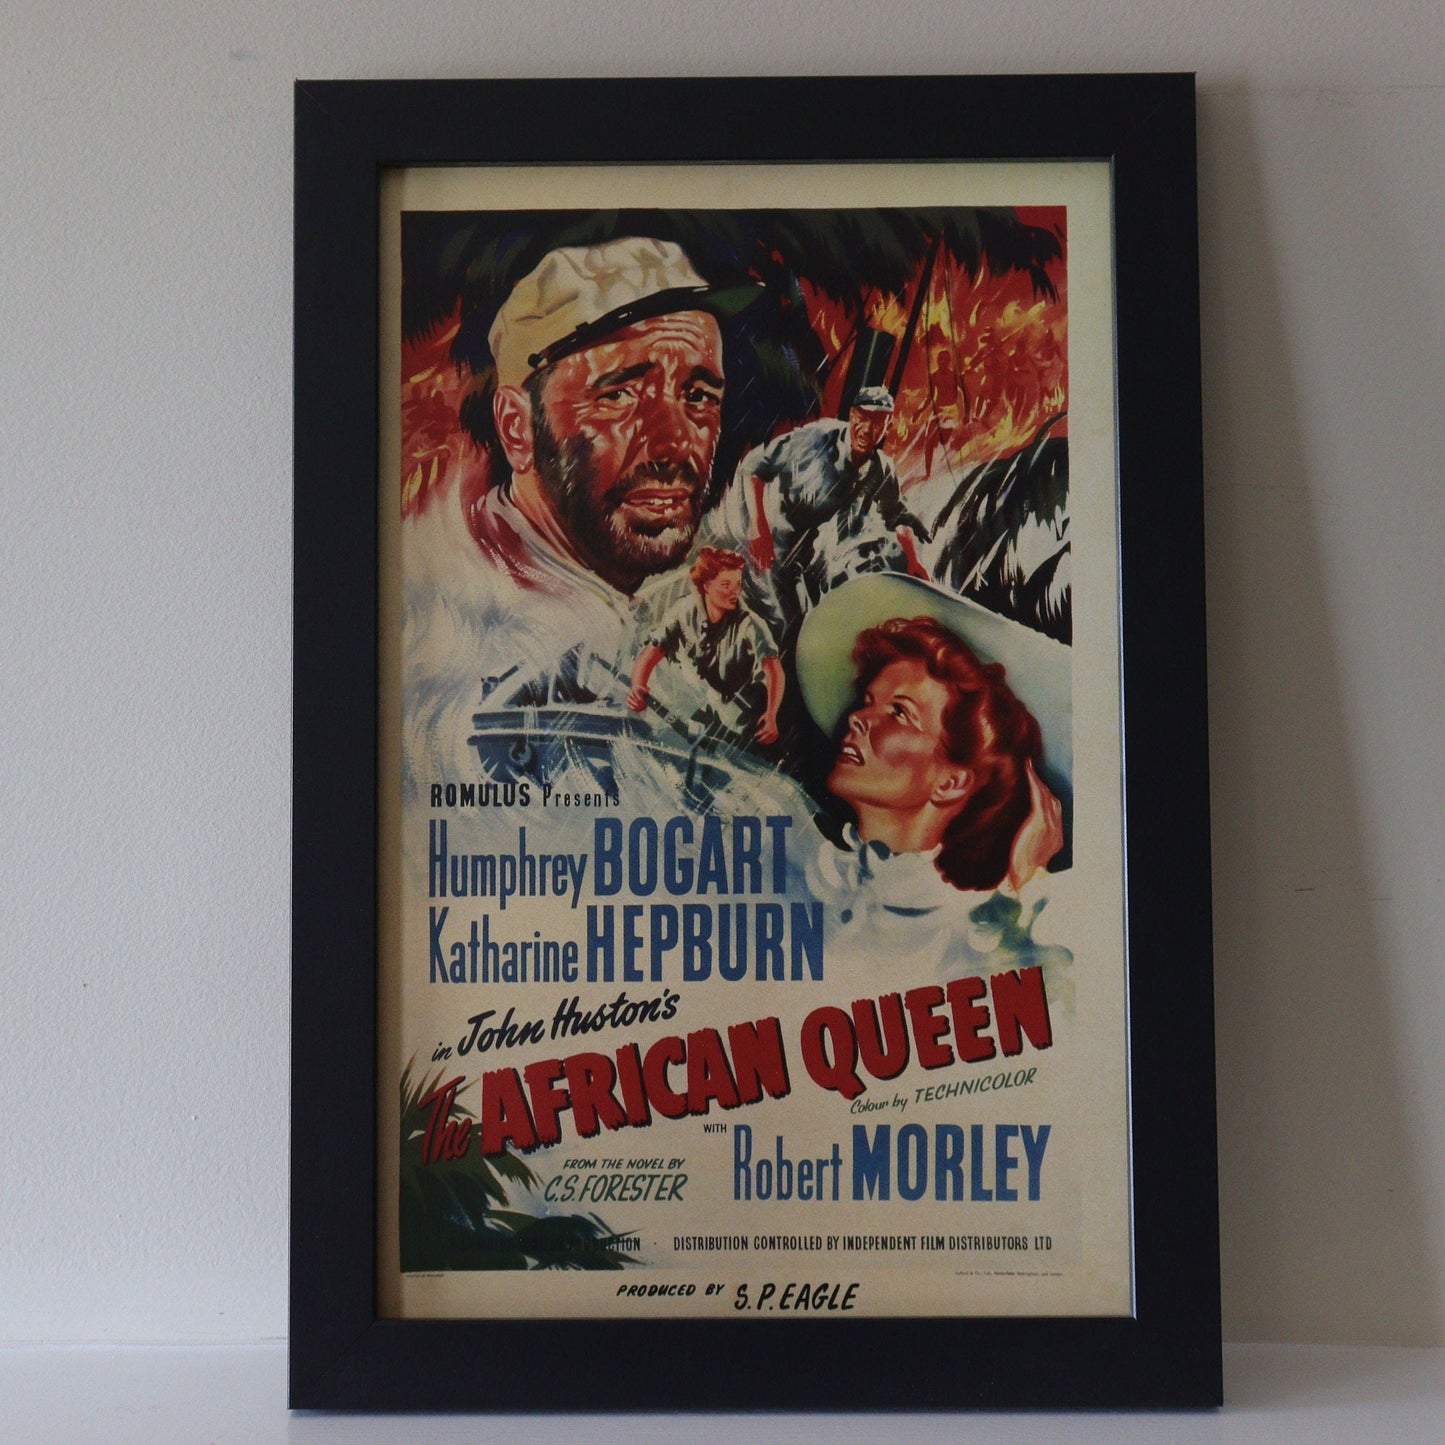 ROMULUS Presents
Humphrey BOGART
Katharine HEPBURN
in John Huston's
The AFRICAN QUEEN
Colour by TECHNICOLOR
WITH Robert MORLEY
FROM THE NOVEL BY
C.S. FORESTER
PRODUCTION · DISTRIBUTION CONTROLLED BY INDEPENDENT FILM DISTRIBUTORS LTD
PRODUCED BY S. P. EAGLE